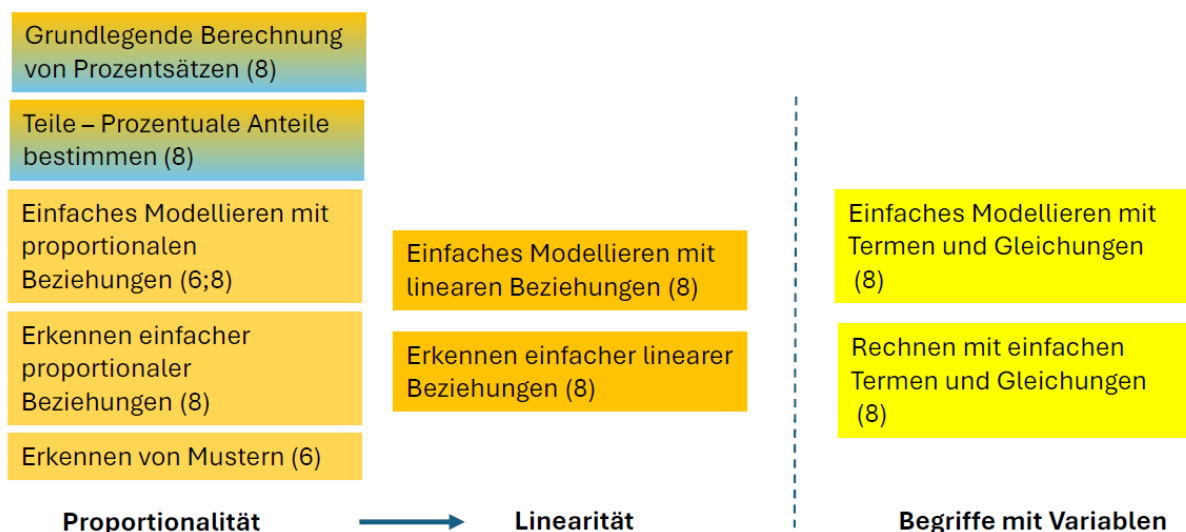 Grundlegende Berechnung
von Prozentsätzen (8)
Teile – Prozentuale Anteile
bestimmen (8)
Einfaches Modellieren mit
proportionalen
Beziehungen (6;8)
Erkennen einfacher
proportionaler
Beziehungen (8)
Erkennen von Mustern (6)
Proportionalität
Einfaches Modellieren mit
linearen Beziehungen (8)
Erkennen einfacher linearer
Beziehungen (8)
Linearität
Einfaches Modellieren mit
Termen und Gleichungen
(8)
Rechnen mit einfachen
Termen und Gleichungen
(8)
Begriffe mit Variablen